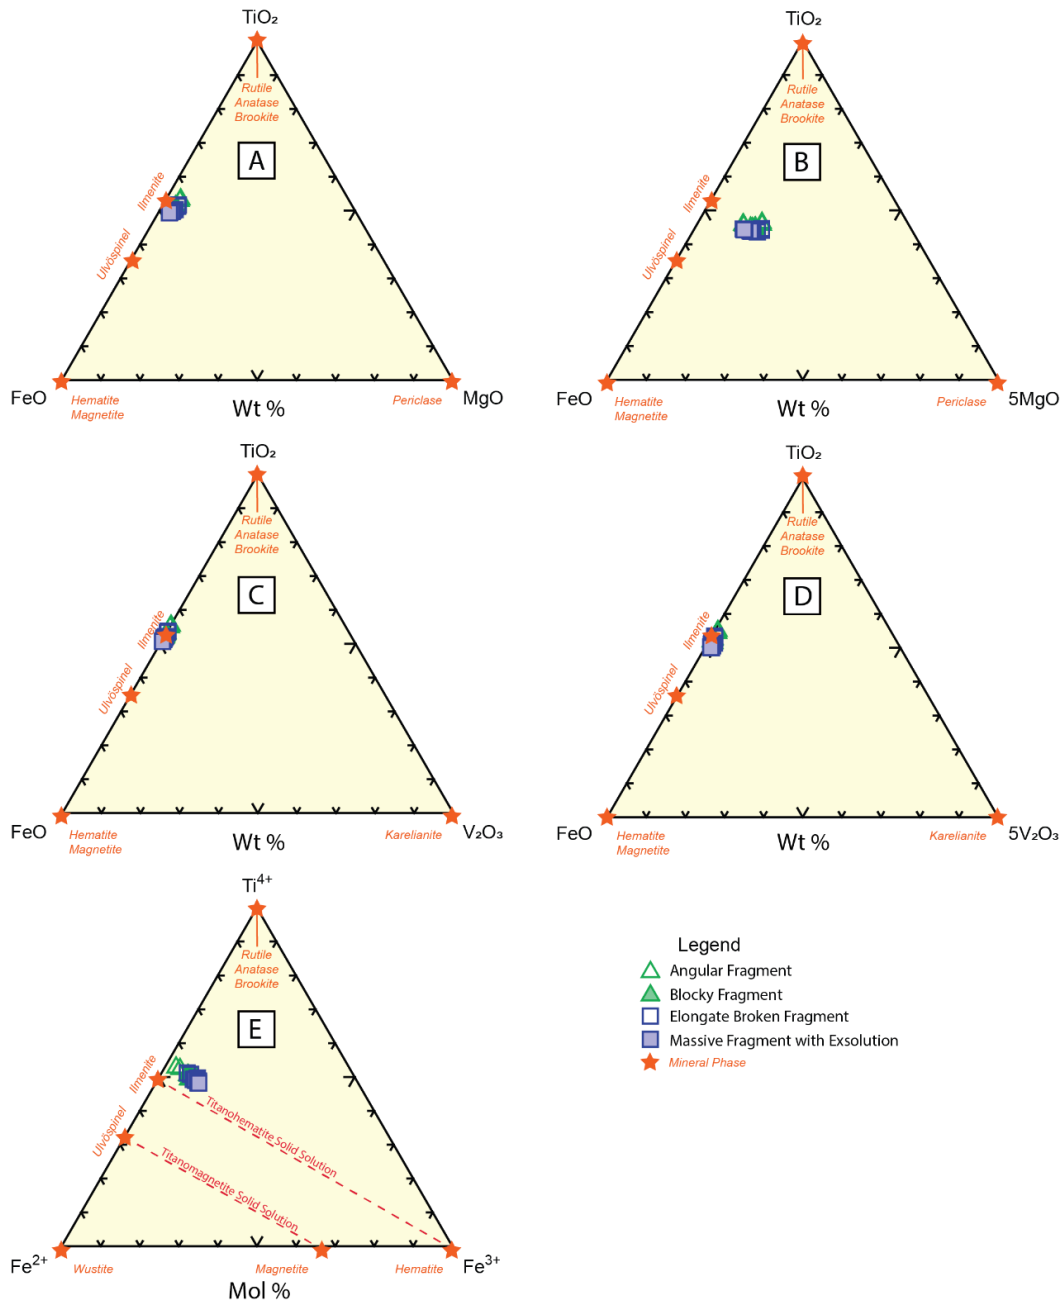 TiO₂
Rutile
Anatase
Brookite
A
Ilmenite
Ulvöspinel
FeO
Hematite
Magnetite
Wt %
Periclase
MgO
TiO₂
Rutile
Anatase
Brookite
B
Ilmenite
Ulvöspinel
FeO
Hematite
Magnetite
Wt %
Periclase
5MgO
TiO₂
Rutile
Anatase
Brookite
C
Ilmenite
Ulvöspinel
FeO
Hematite
Magnetite
Wt %
Karelianite
V₂O₃
TiO₂
Rutile
Anatase
Brookite
D
Ilmenite
Ulvöspinel
FeO
Hematite
Magnetite
Wt %
Karelianite
5V₂O₃
Ti⁴⁺
Rutile
Anatase
Brookite
E
Ilmenite
Ulvöspinel
Titanohematite Solid Solution
Titanomagnetite Solid Solution
Fe²⁺
Wustite
Magnetite
Hematite
Fe³⁺
Mol %
Legend
Angular Fragment
Blocky Fragment
Elongate Broken Fragment
Massive Fragment with Exsolution
Mineral Phase